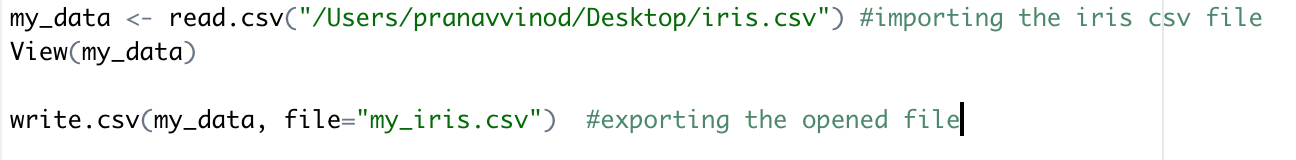 my_data <- read.csv("/Users/pranavvinod/Desktop/iris.csv") #importing the iris csv file
View(my_data)
write.csv(my_data, file="my_iris.csv")  #exporting the opened file